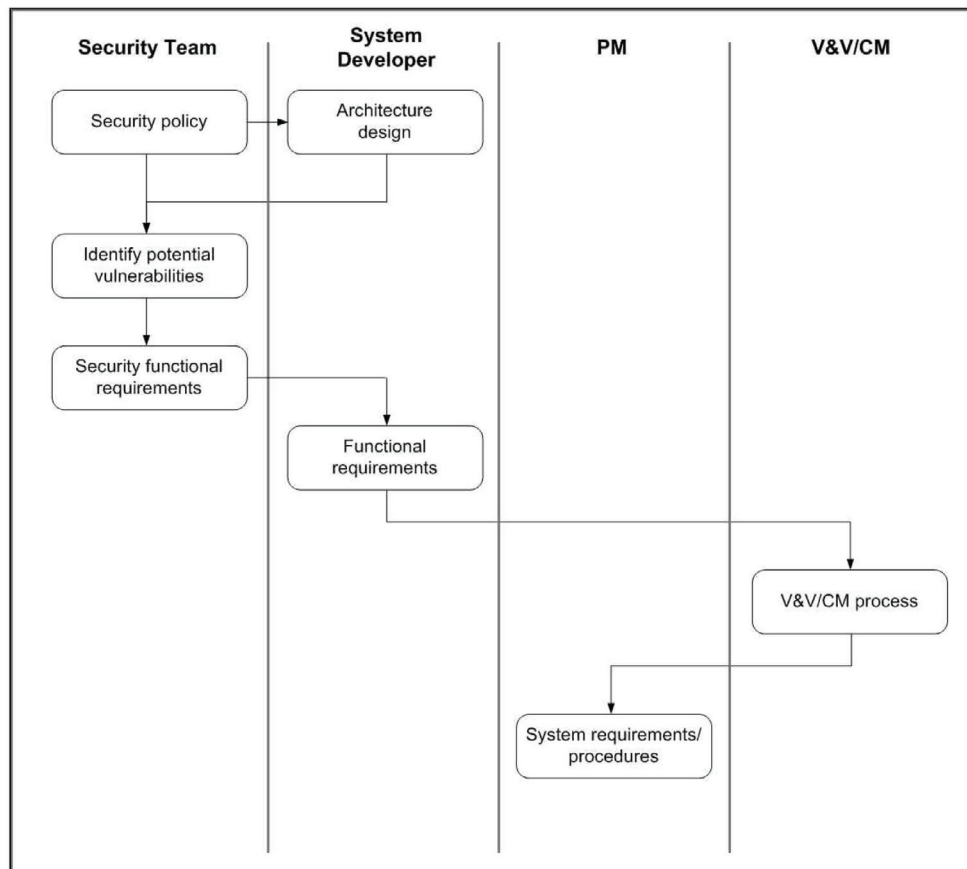 Security Team
System
Developer
PM
V&V/CM
Security policy
Architecture
design
Identify potential
vulnerabilities
Security functional
requirements
Functional
requirements
V&V/CM process
System requirements/
procedures